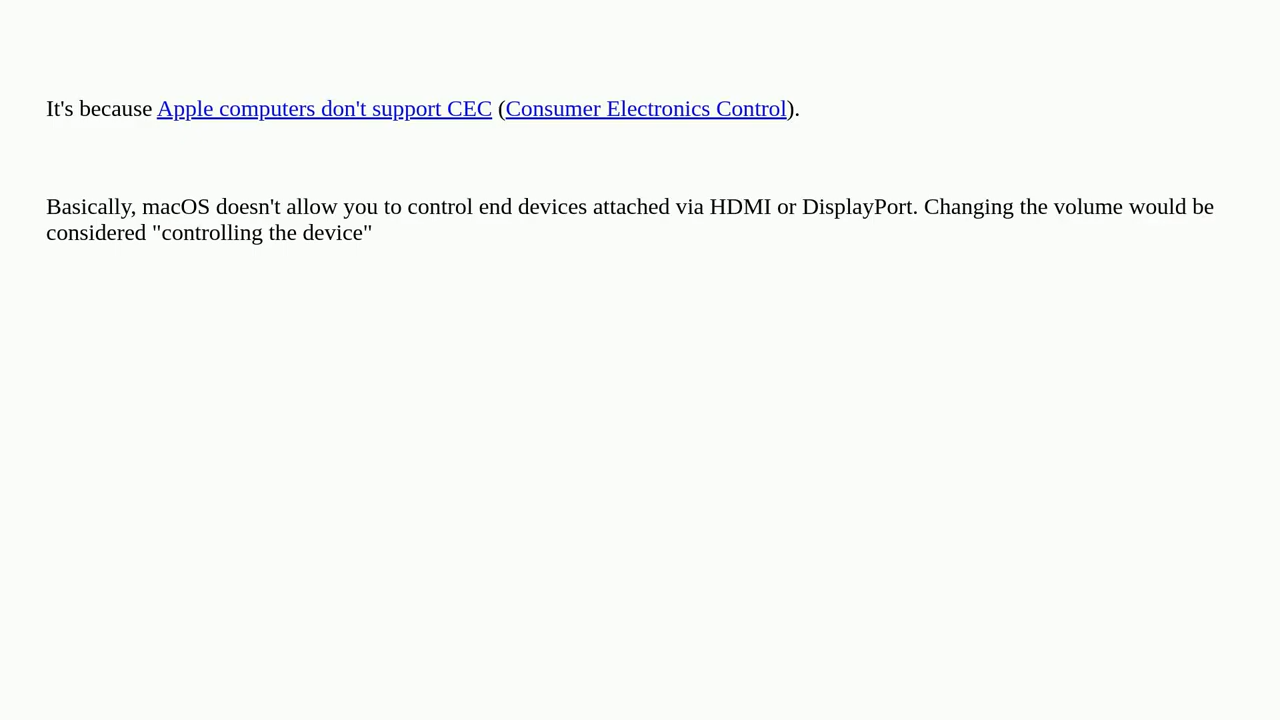 It's because Apple computers don't support CEC (Consumer Electronics Control).
Basically, macOS doesn't allow you to control end devices attached via HDMI or DisplayPort. Changing the volume would be
considered "controlling the device"